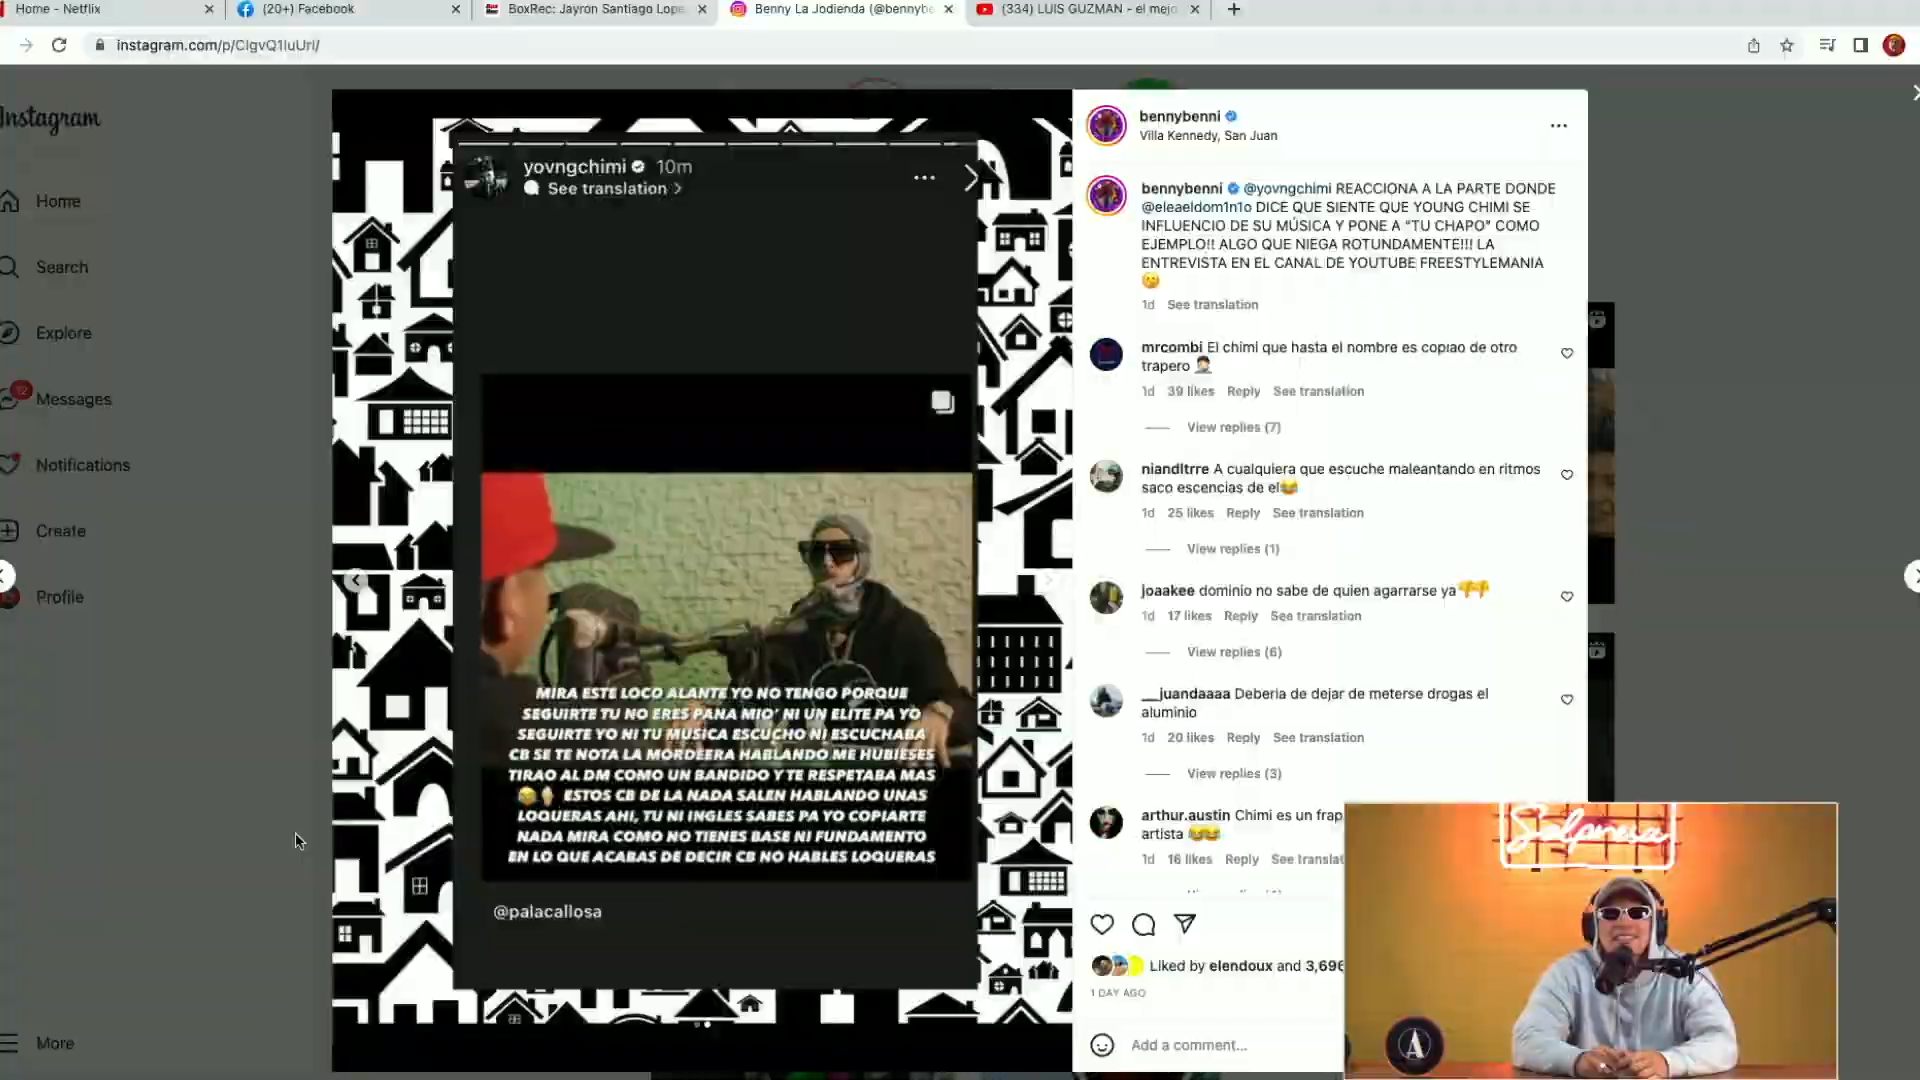 Home - Netflix
(20+) Facebook
BoxRec: Jayron Santiago Lope
Benny La Jodienda (@bennybe
(334) LUIS GUZMAN - el mejo
instagram.com/p/ClgvQ1luUrl/
Instagram
Home
Search
Explore
12
Messages
Notifications
Create
Profile
More
yovngchimi 10m
See translation
MIRA ESTE LOCO ALANTE YO NO TENGO PORQUE
SEGUIRTE TU NO ERES PANA MIO' NI UN ELITE PA YO
SEGUIRTE YO NI TU MUSICA ESCUCHO NI ESCUCHABA
CB SE TE NOTA LA MORDEERA HABLANDO ME HUBIESES
TIRAO AL DM COMO UN BANDIDO Y TE RESPETABA MAS
😂🤦 ESTOS CB DE LA NADA SALEN HABLANDO UNAS
LOQUERAS AHI, TU NI INGLES SABES PA YO COPIARTE
NADA MIRA COMO NO TIENES BASE NI FUNDAMENTO
EN LO QUE ACABAS DE DECIR CB NO HABLES LOQUERAS
@palacallosa
bennybenni
Villa Kennedy, San Juan
bennybenni @yovngchimi REACCIONA A LA PARTE DONDE
@eleaeldom1n1o DICE QUE SIENTE QUE YOUNG CHIMI SE
INFLUENCIO DE SU MÚSICA Y PONE A "TU CHAPO" COMO
EJEMPLO!! ALGO QUE NIEGA ROTUNDAMENTE!!! LA
ENTREVISTA EN EL CANAL DE YOUTUBE FREESTYLEMANIA
🤫
1d See translation
mrcombi El chimi que hasta el nombre es copiao de otro
trapero 🤦
1d 39 likes Reply See translation
View replies (7)
niandltrre A cualquiera que escuche maleantando en ritmos
saco escencias de el😂
1d 25 likes Reply See translation
View replies (1)
joaakee dominio no sabe de quien agarrarse ya👎👎
1d 17 likes Reply See translation
View replies (6)
__juandaaaa Deberia de dejar de meterse drogas el
aluminio
1d 20 likes Reply See translation
View replies (3)
arthur.austin Chimi es un frap
artista 😂😂
1d 16 likes Reply See translat
Liked by elendoux and 3,696
1 DAY AGO
Add a comment...
Salpresa
A